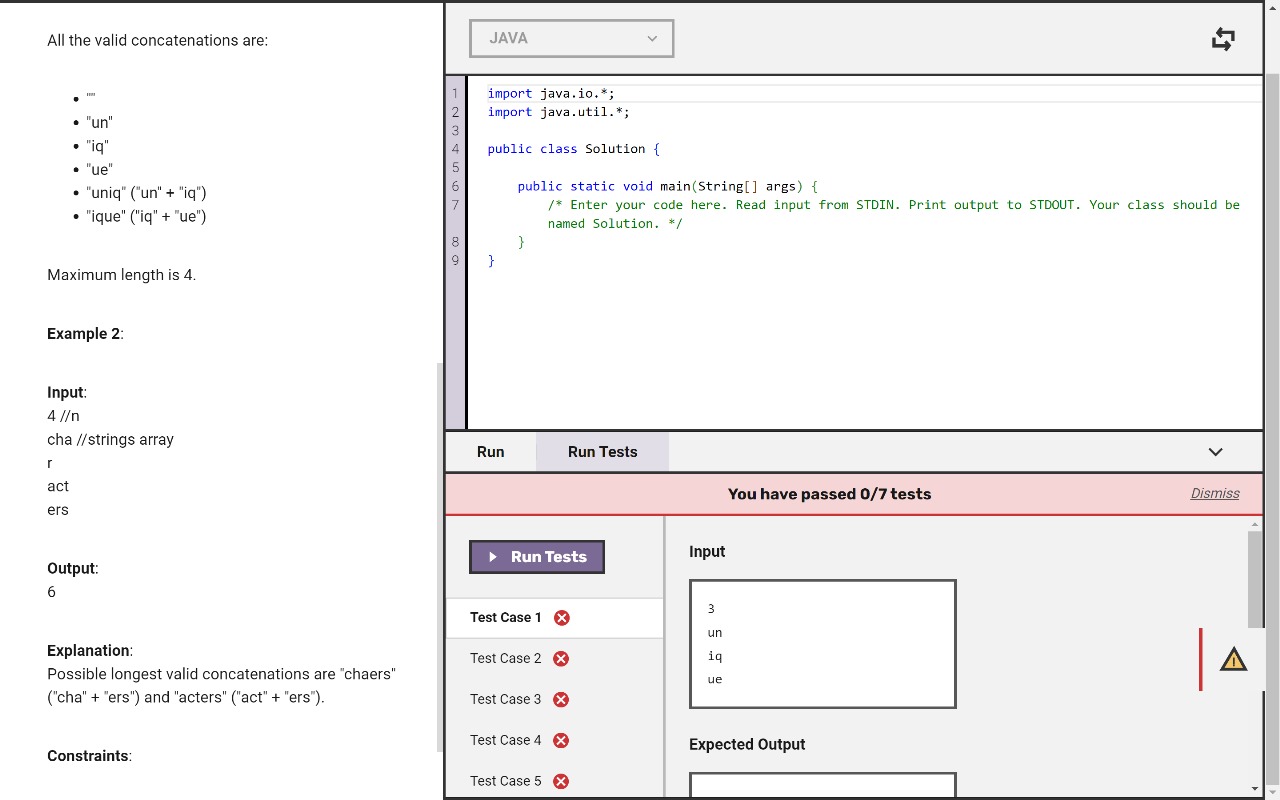 All the valid concatenations are:
• ""
• "un"
• "iq"
• "ue"
• "uniq" ("un" + "iq")
• "ique" ("iq" + "ue")
Maximum length is 4.
Example 2:
Input:
4 //n
cha //strings array
r
act
ers
Output:
6
Explanation:
Possible longest valid concatenations are "chaers"
("cha" + "ers") and "acters" ("act" + "ers").
Constraints:
JAVA
1 import java.io.*;
2 import java.util.*;
3
4 public class Solution {
5
6 public static void main(String[] args) {
7 /* Enter your code here. Read input from STDIN. Print output to STDOUT. Your class should be
named Solution. */
8 }
9 }
Run Run Tests
You have passed 0/7 tests Dismiss
Run Tests
Test Case 1
Test Case 2
Test Case 3
Test Case 4
Test Case 5
Input
3
un
iq
ue
Expected Output